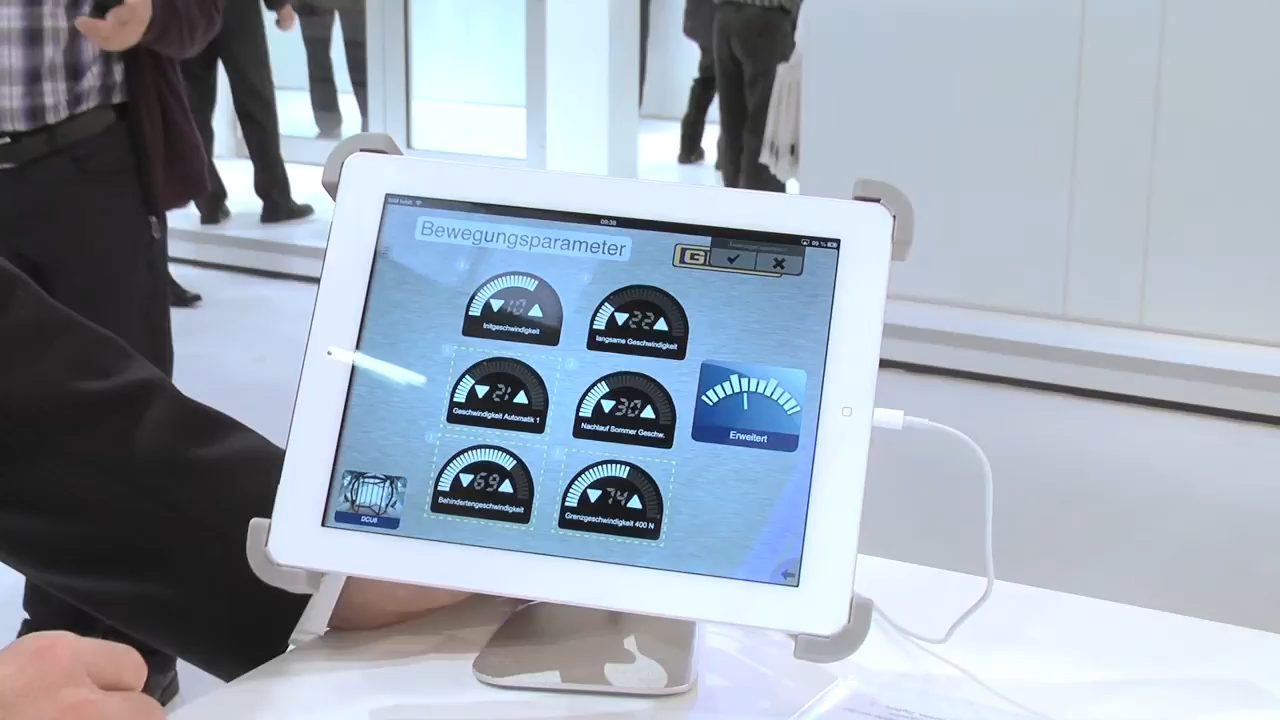 09:38
99 %
Bewegungsparameter
G
10
Initgeschwindigkeit
22
langsame Geschwindigkeit
21
Geschwindigkeit Automatik 1
30
Nachlauf Sommer Geschw.
Erweitert
69
Behindertengeschwindigkeit
74
Grenzgeschwindigkeit 400 N
DCU8